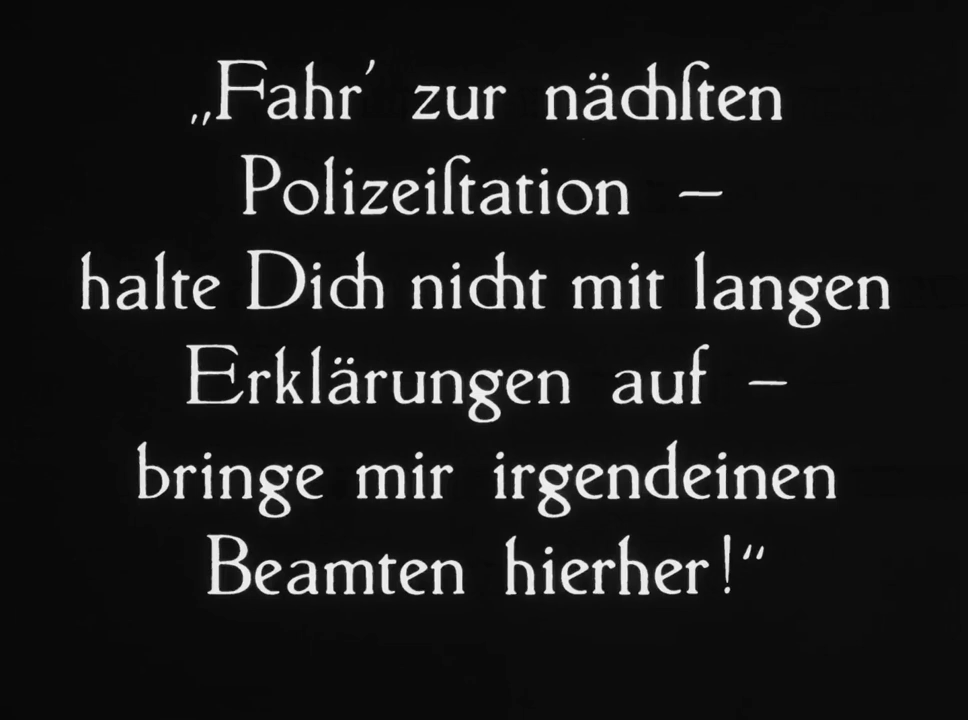 „Fahr’ zur nächſten
Polizeiſtation —
halte Dich nicht mit langen
Erklärungen auf —
bringe mir irgendeinen
Beamten hierher!“